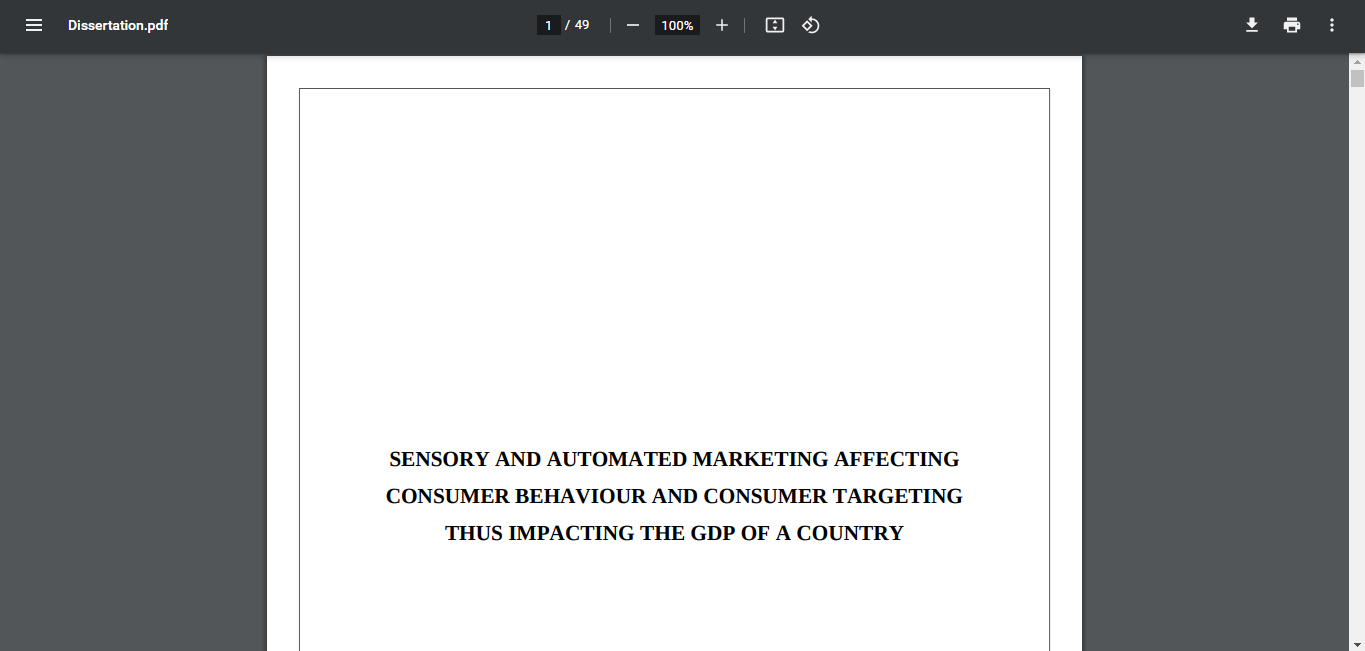 Dissertation.pdf
1 / 49
100%
SENSORY AND AUTOMATED MARKETING AFFECTING
CONSUMER BEHAVIOUR AND CONSUMER TARGETING
THUS IMPACTING THE GDP OF A COUNTRY